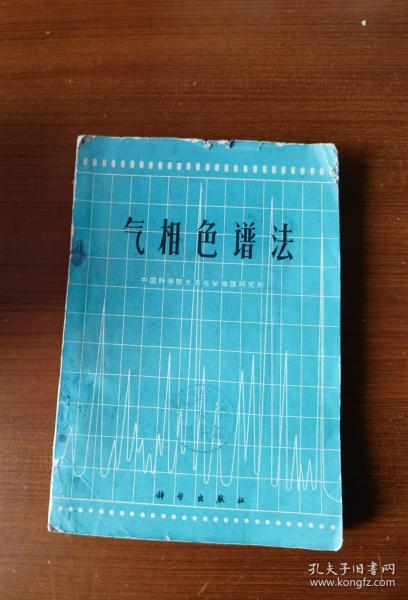 气相色谱法
中国科学院大连化学物理研究所
科学出版社
孔夫子旧书网
www.kongfz.com